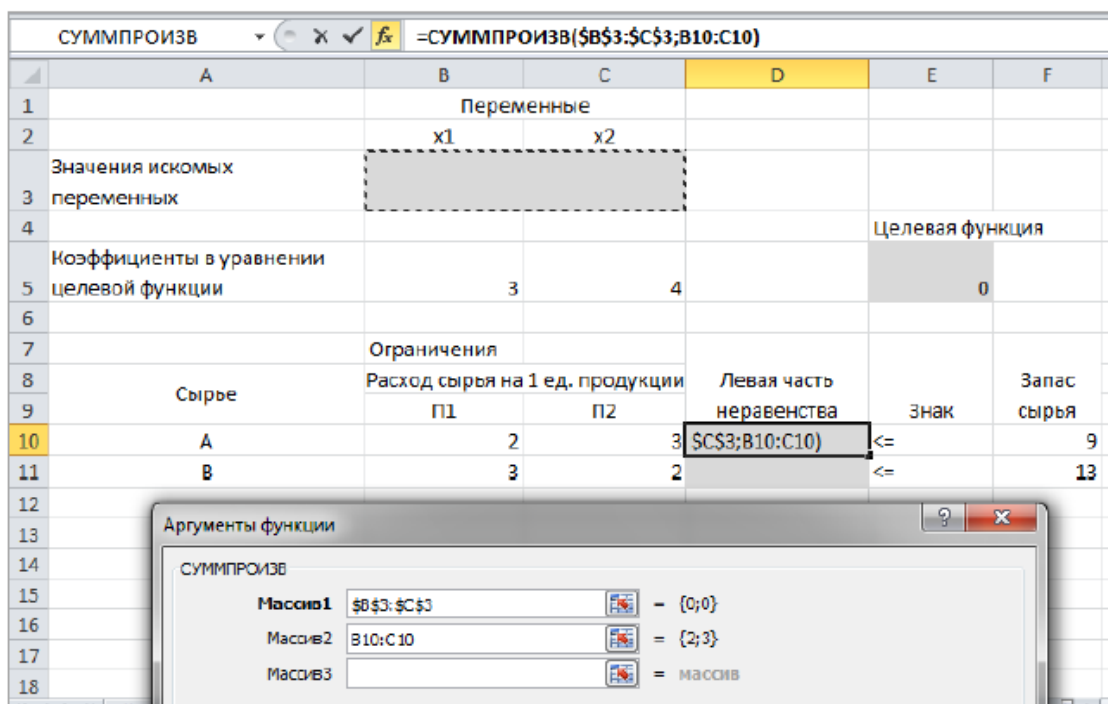 СУММПРОИЗВ fx =СУММПРОИЗВ($B$3:$C$3;B10:C10)
A B C D E F
1 Переменные
2 x1 x2
Значения искомых
3 переменных
4 Целевая функция
Коэффициенты в уравнении
5 целевой функции 3 4 0
6
7 Ограничения
8 Сырье Расход сырья на 1 ед. продукции Левая часть Запас
9 П1 П2 неравенства Знак сырья
10 А 2 3 $C$3;B10:C10) <= 9
11 В 3 2 <= 13
12
13 Аргументы функции
14 СУММПРОИЗВ
15 Массив1 $B$3:$C$3 = {0;0}
16 Массив2 B10:C10 = {2;3}
17 Массив3 = массив
18